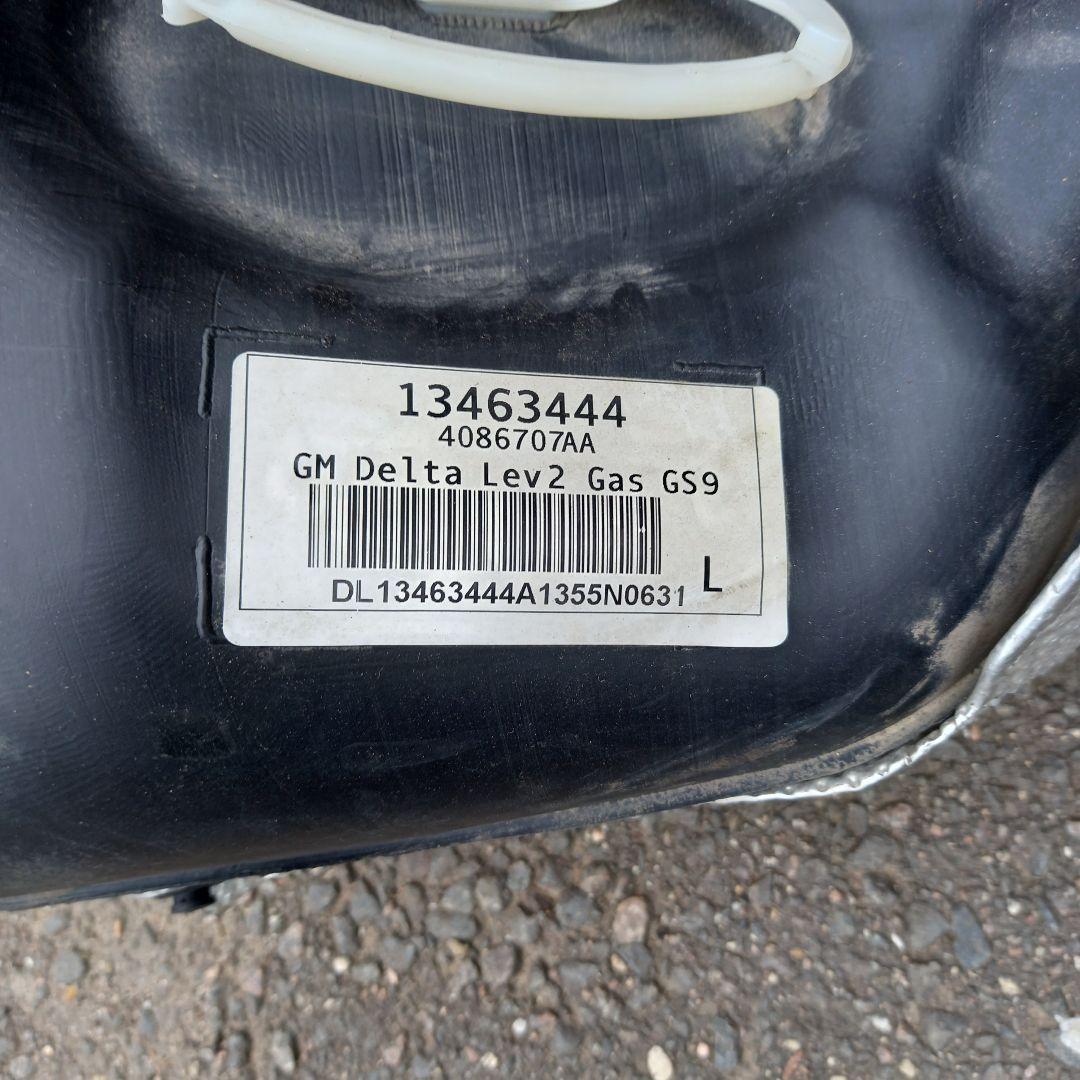 13463444
4086707AA
GM Delta Lev2 Gas GS9
L
DL13463444A1355N0631